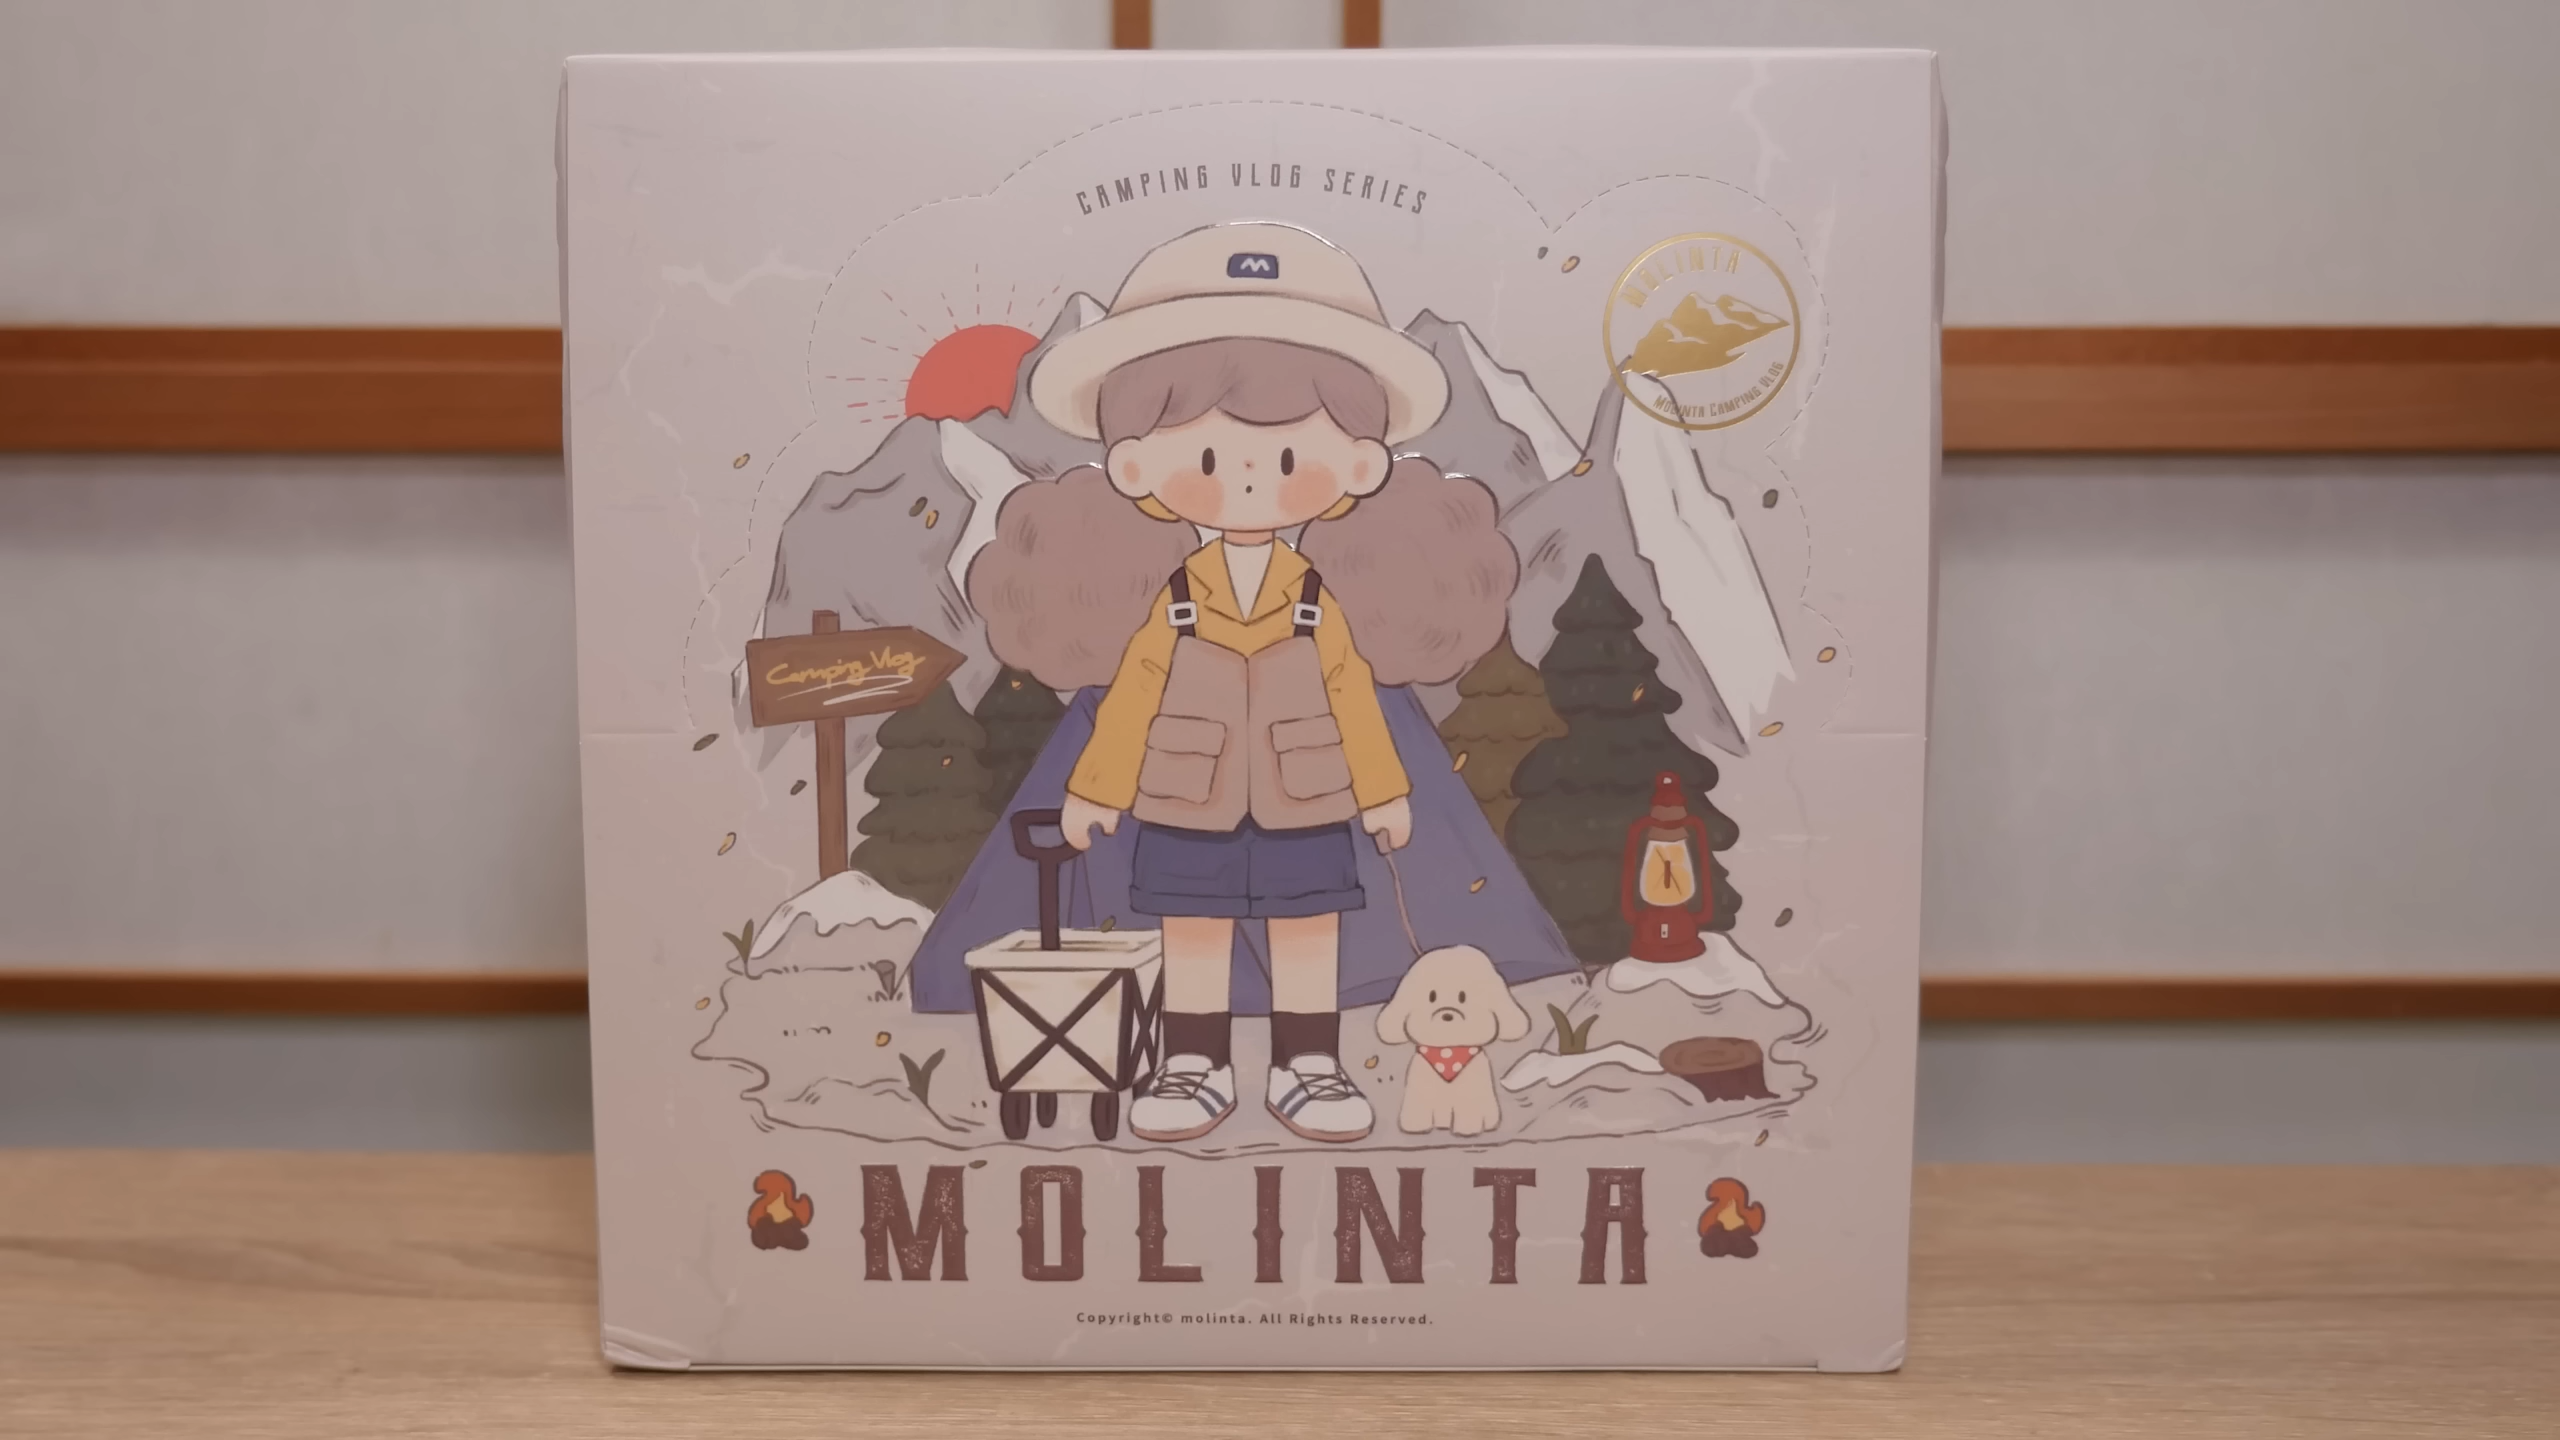 CAMPING VLOG SERIES
M
MOLINTA
MOLINTA CAMPING VLOG
Camping Vlog
MOLINTA
Copyright© molinta. All Rights Reserved.